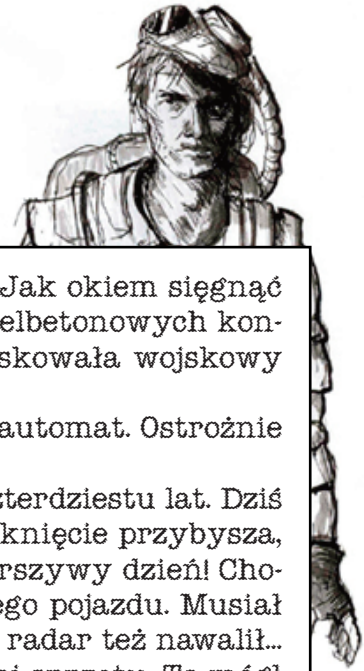 Jak okiem sięgnąć
elbetonowych kon-
skowała wojskowy
automat. Ostrożnie
zterdziestu lat. Dziś
knięcie przybysza,
rszywy dzień! Cho-
ego pojazdu. Musiał
radar też nawalił...